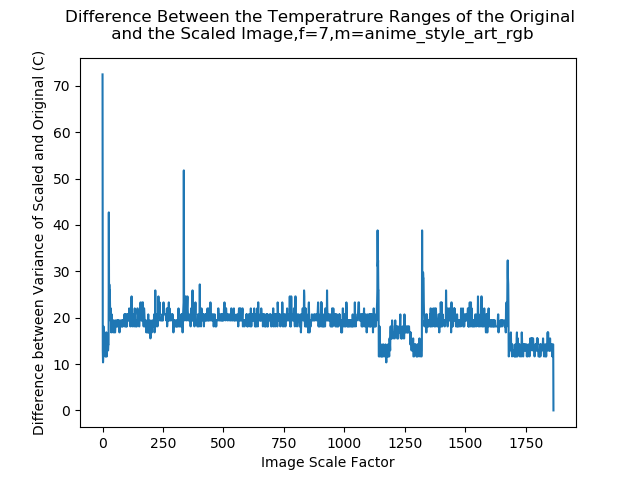 Difference Between the Temperatrure Ranges of the Original
and the Scaled Image,f=7,m=anime_style_art_rgb
Difference between Variance of Scaled and Original (C)
70
60
50
40
30
20
10
0
0 250 500 750 1000 1250 1500 1750
Image Scale Factor